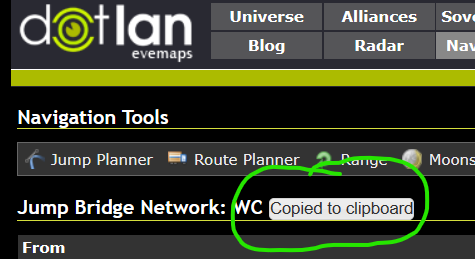 dotlan
evemaps
Universe
Alliances
Sov
Blog
Radar
Nav
Navigation Tools
Jump Planner
Route Planner
Range
Moons
Jump Bridge Network: WC Copied to clipboard
From